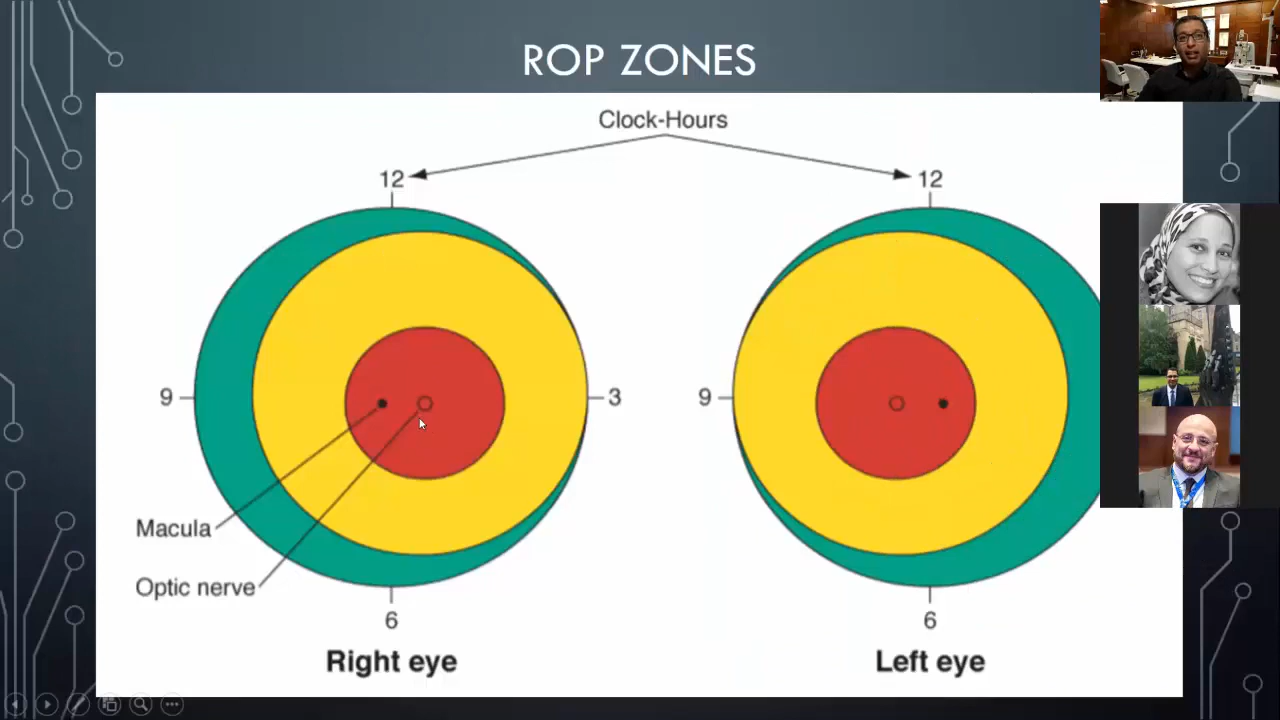 ROP ZONES
Clock-Hours
12
12
9
3
9
Macula
Optic nerve
6
6
Right eye
Left eye